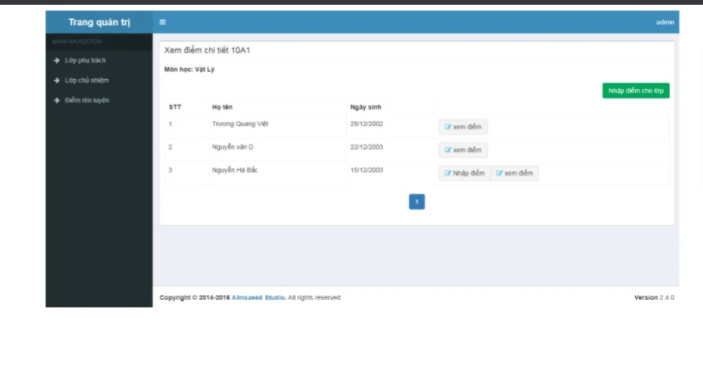 Trang quản trị
admin
MAIN NAVIGATION
Lớp phụ trách
Lớp chủ nhiệm
Điểm rèn luyện
Xem điểm chi tiết 10A1
Môn học: Vật Lý
Nhập điểm cho lớp
STT Họ tên Ngày sinh
1 Trương Quang Việt 28/12/2002 xem điểm
2 Nguyễn văn D 22/12/2003 xem điểm
3 Nguyễn Hà Bắc 15/12/2003 Nhập điểm xem điểm
1
Copyright © 2014-2016 Almsaeed Studio. All rights reserved.
Version 2.4.0